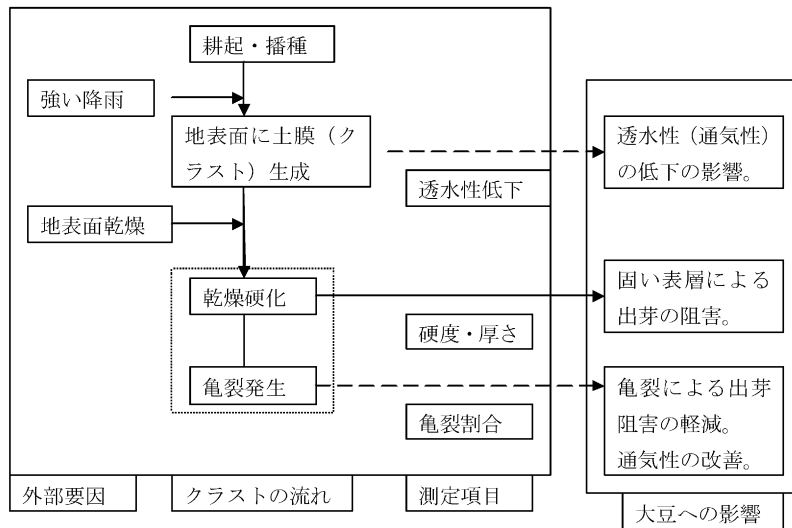 耕起・播種
強い降雨
地表面に土膜（ク
ラスト）生成
透水性（通気性）
の低下の影響。
透水性低下
地表面乾燥
乾燥硬化
固い表層による
出芽の阻害。
硬度・厚さ
亀裂発生
亀裂による出芽
阻害の軽減。
通気性の改善。
亀裂割合
外部要因
クラストの流れ
測定項目
大豆への影響